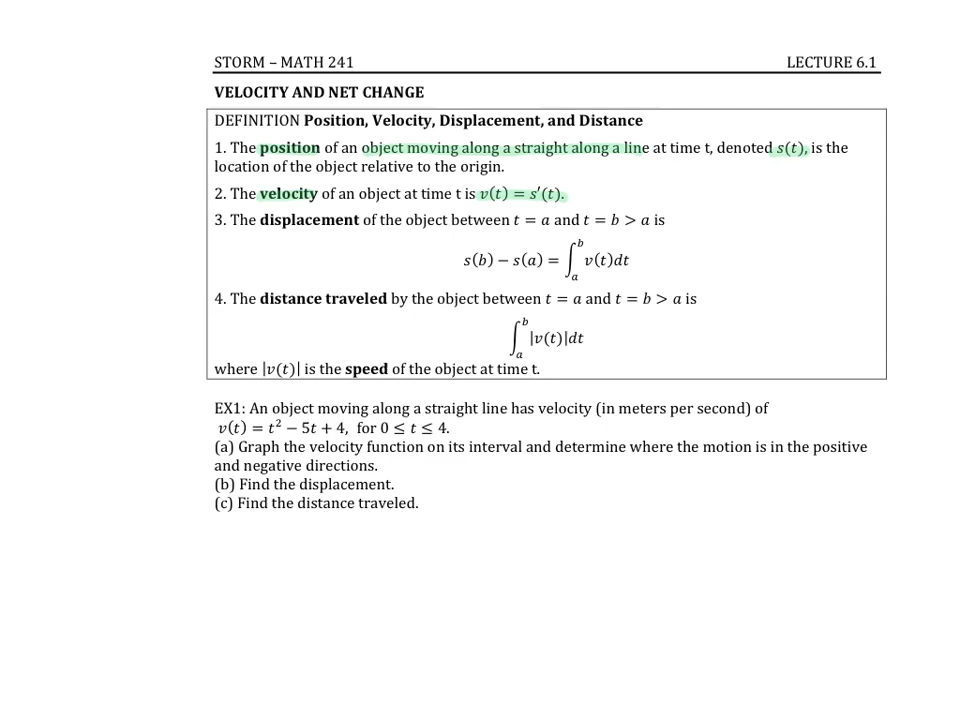 STORM – MATH 241
LECTURE 6.1
VELOCITY AND NET CHANGE
DEFINITION Position, Velocity, Displacement, and Distance
1. The position of an object moving along a straight along a line at time t, denoted s(t), is the
location of the object relative to the origin.
2. The velocity of an object at time t is v(t) = s′(t).
3. The displacement of the object between t = a and t = b > a is
s(b) − s(a) = ∫_a^b v(t)dt
4. The distance traveled by the object between t = a and t = b > a is
∫_a^b |v(t)|dt
where |v(t)| is the speed of the object at time t.
EX1: An object moving along a straight line has velocity (in meters per second) of
v(t) = t² − 5t + 4, for 0 ≤ t ≤ 4.
(a) Graph the velocity function on its interval and determine where the motion is in the positive
and negative directions.
(b) Find the displacement.
(c) Find the distance traveled.